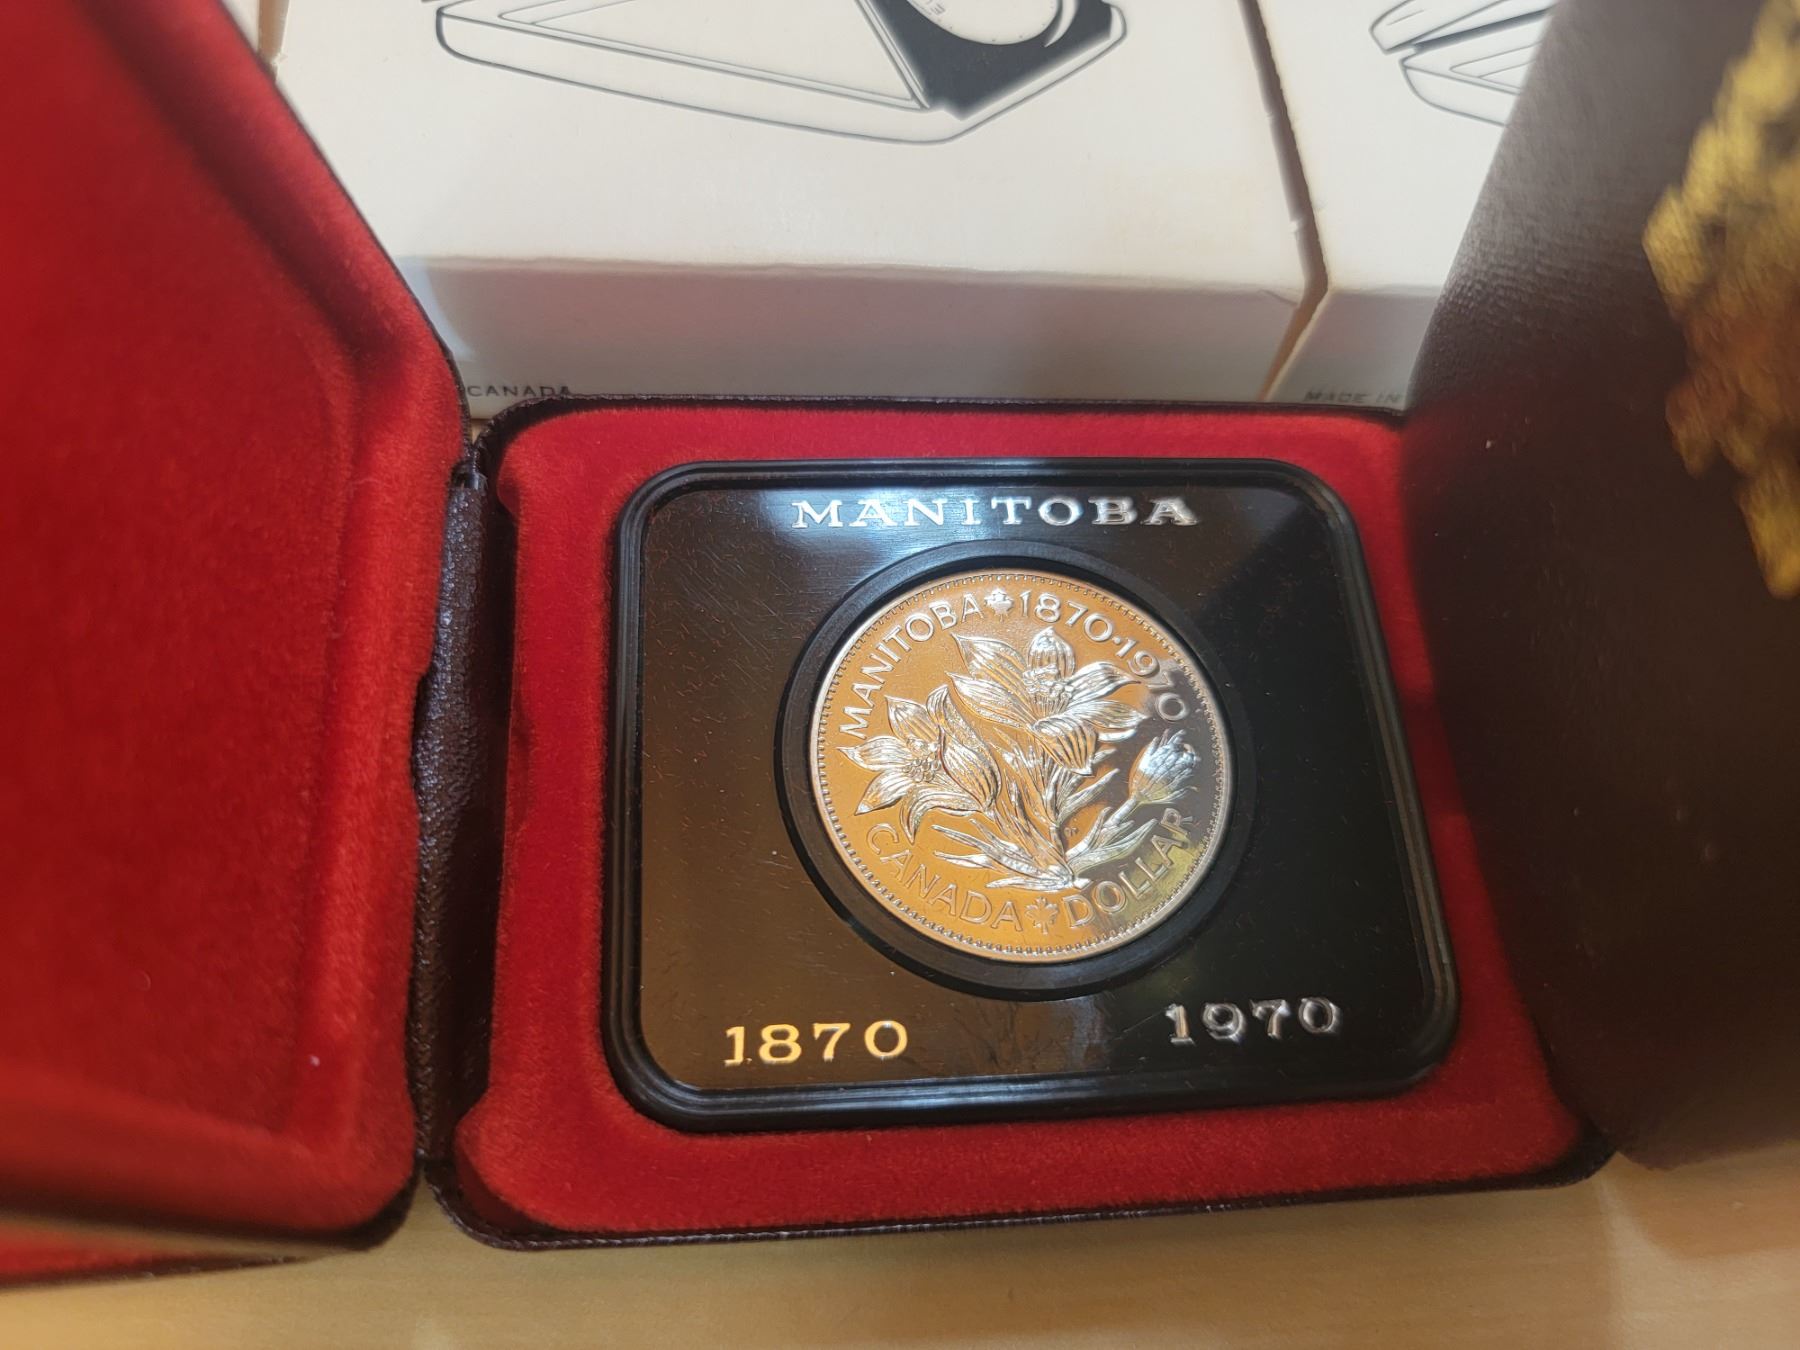 CANADA
MADE IN
MANITOBA
MANITOBA 1870·1970
CANADA DOLLAR
1870 1970